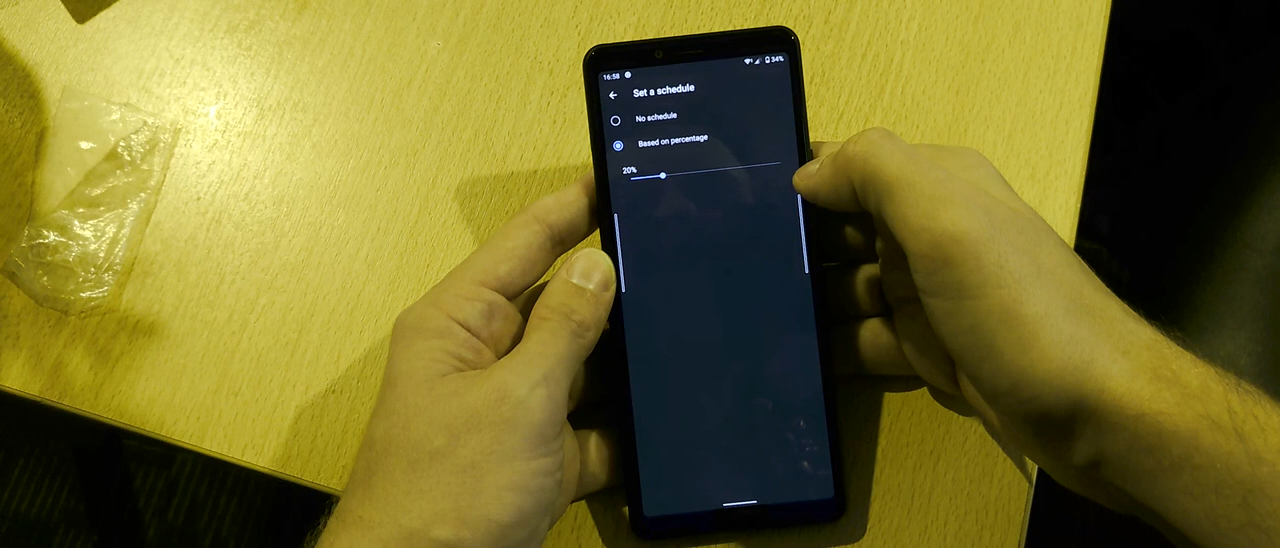 16:58 34%
Set a schedule
No schedule
Based on percentage
20%